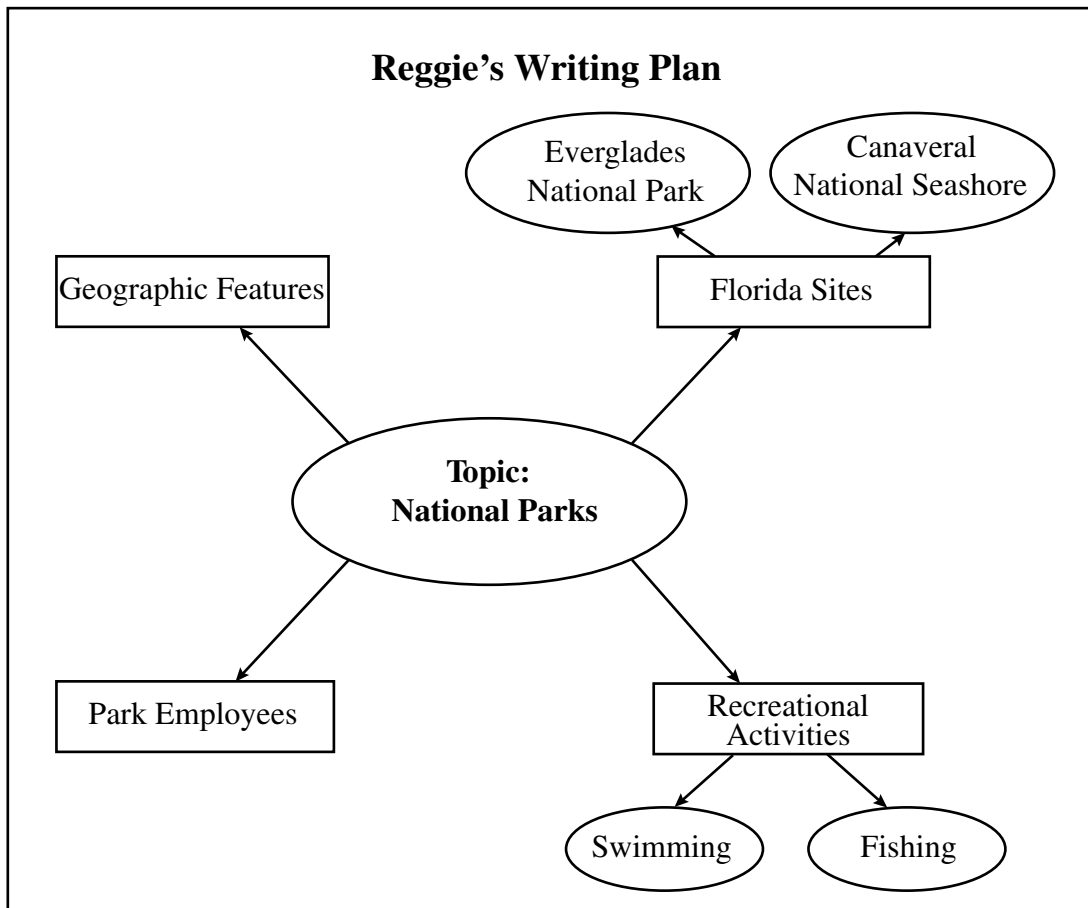 Reggie’s Writing Plan
Everglades
National Park
Canaveral
National Seashore
Geographic Features
Florida Sites
Topic:
National Parks
Park Employees
Recreational
Activities
Swimming
Fishing